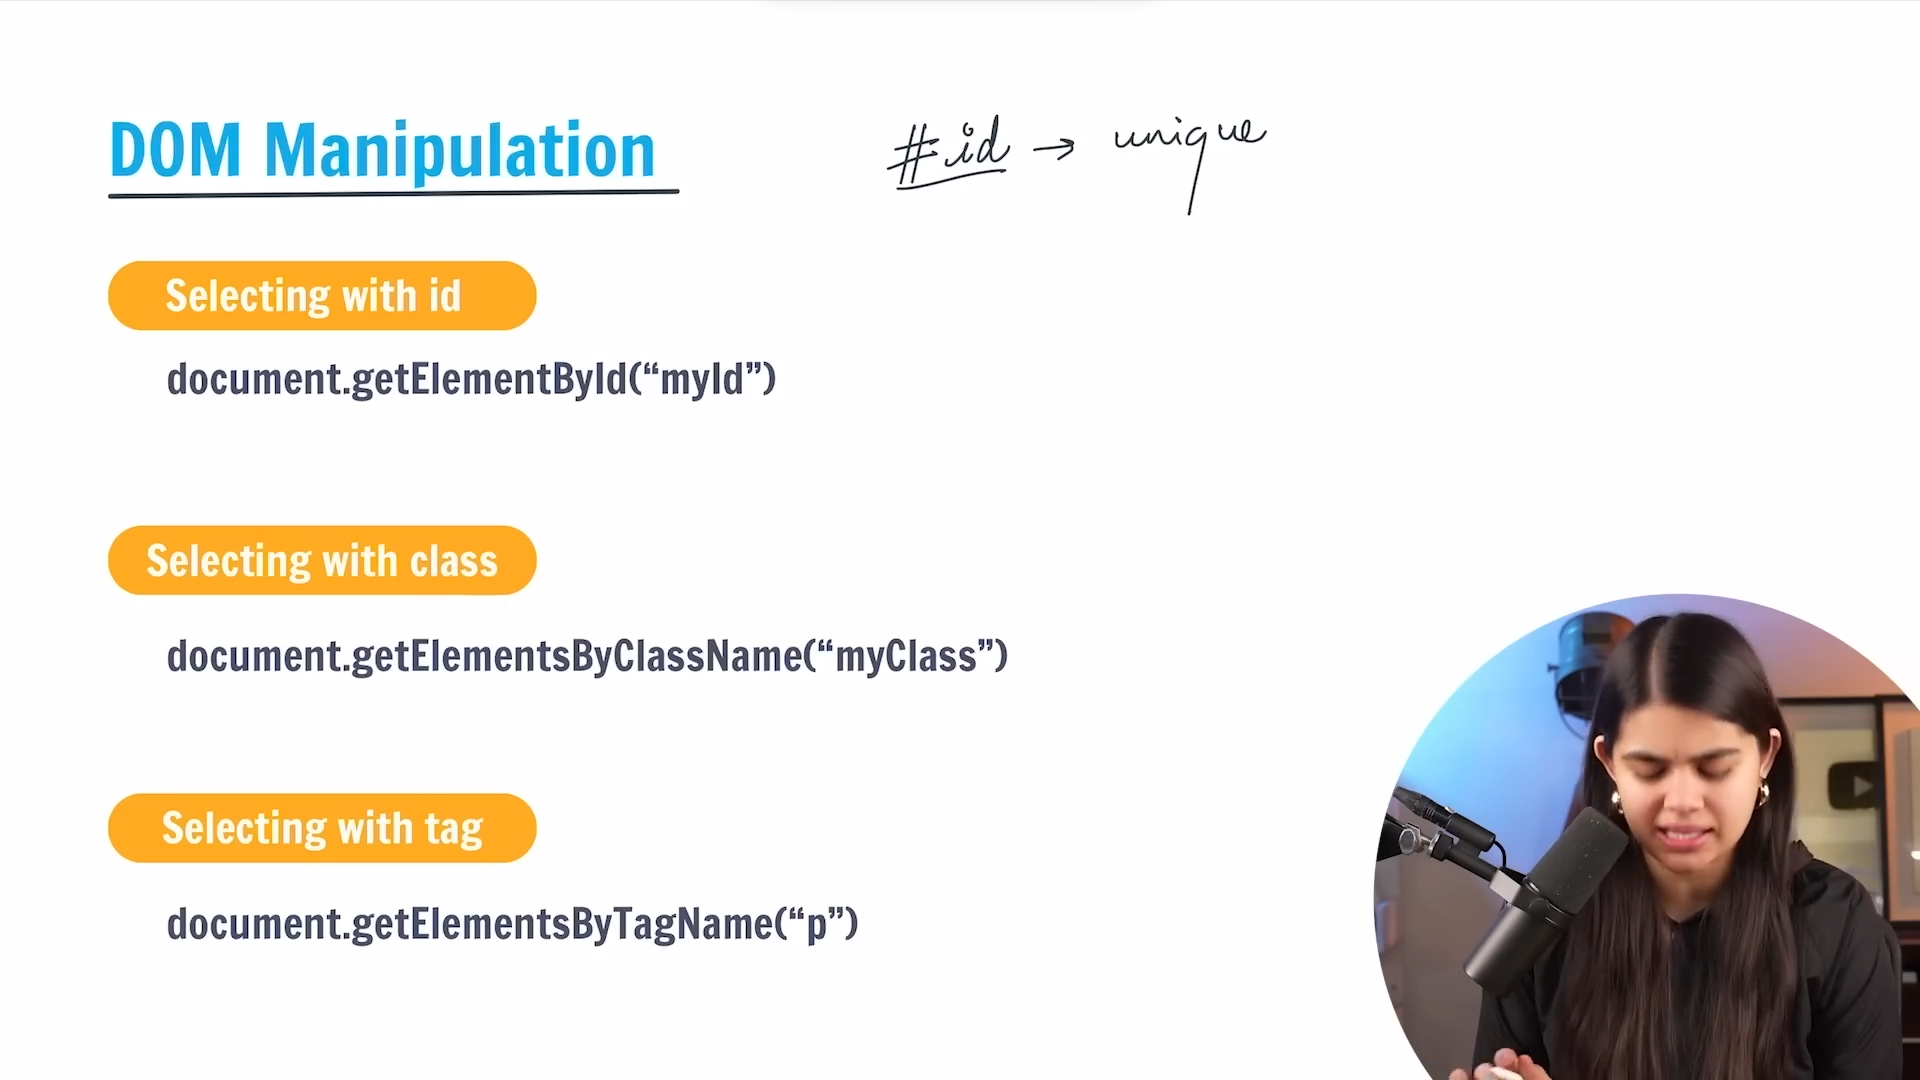 DOM Manipulation
#id → unique
Selecting with id
document.getElementById(“myId”)
Selecting with class
document.getElementsByClassName(“myClass”)
Selecting with tag
document.getElementsByTagName(“p”)